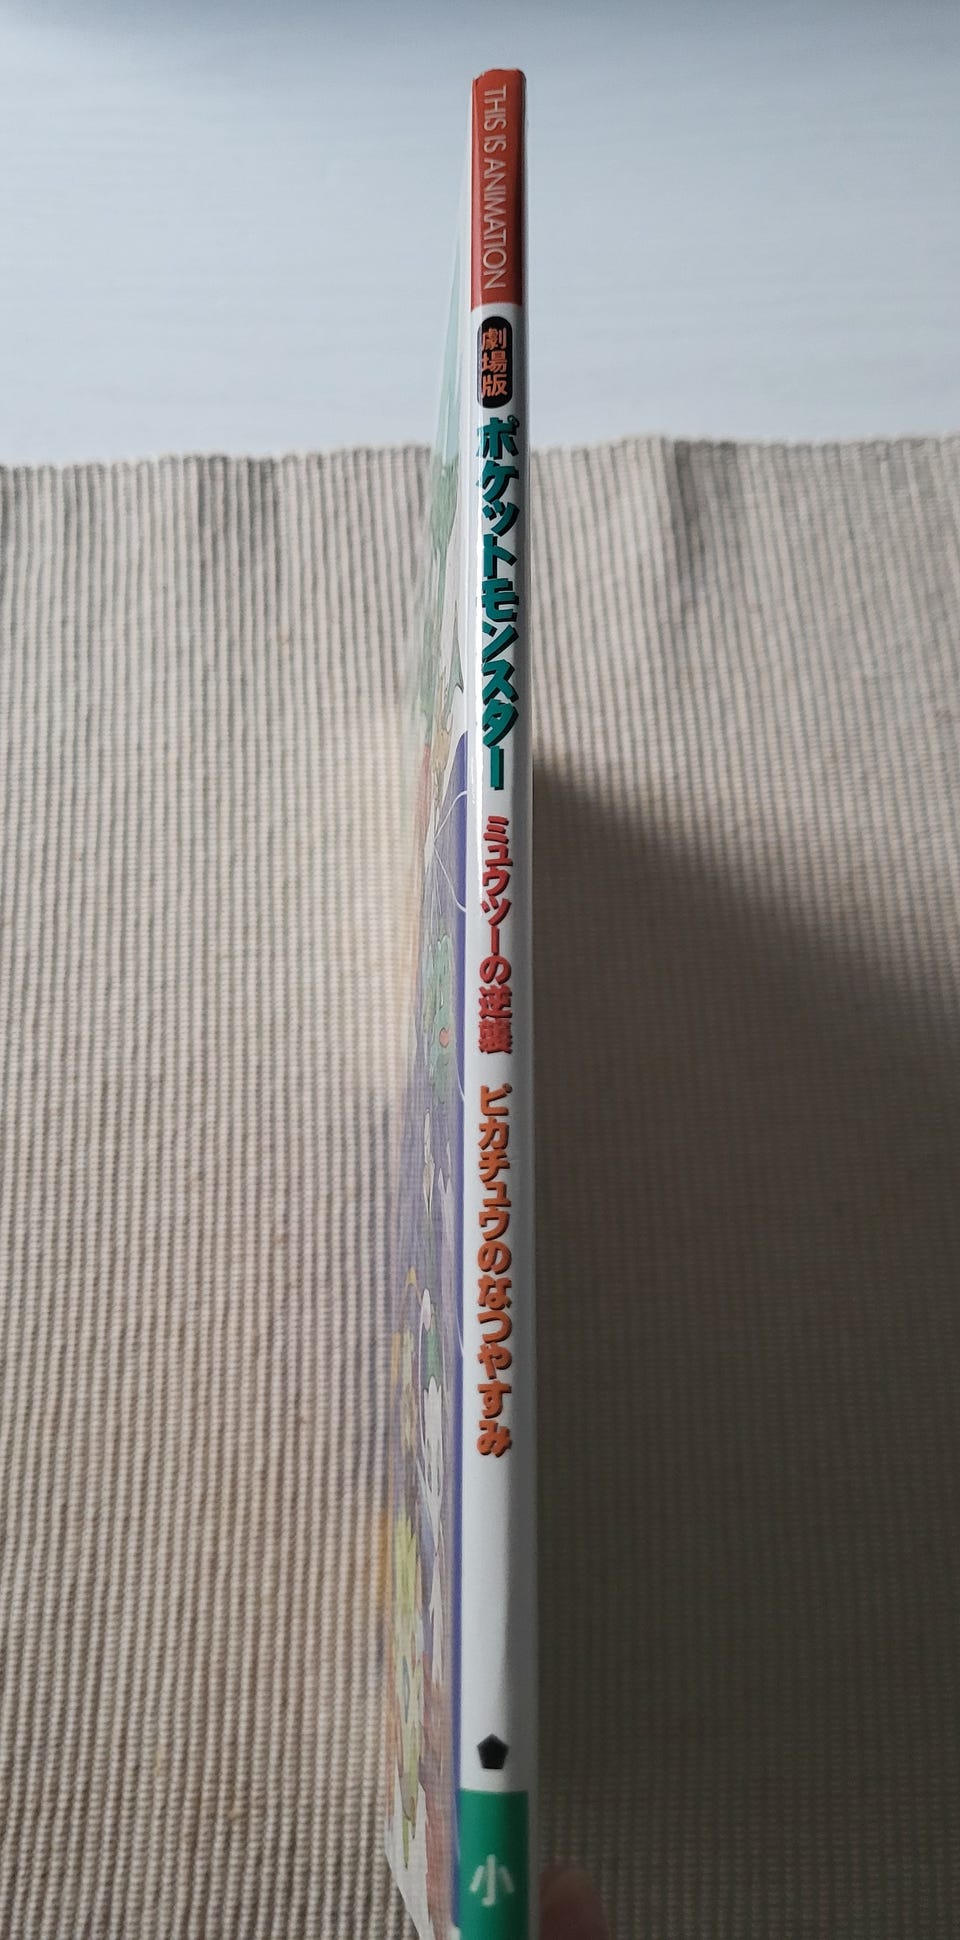 THIS IS ANIMATION
劇場版
ポケットモンスター
ミュウツーの逆襲
ピカチュウのなつやすみ
小